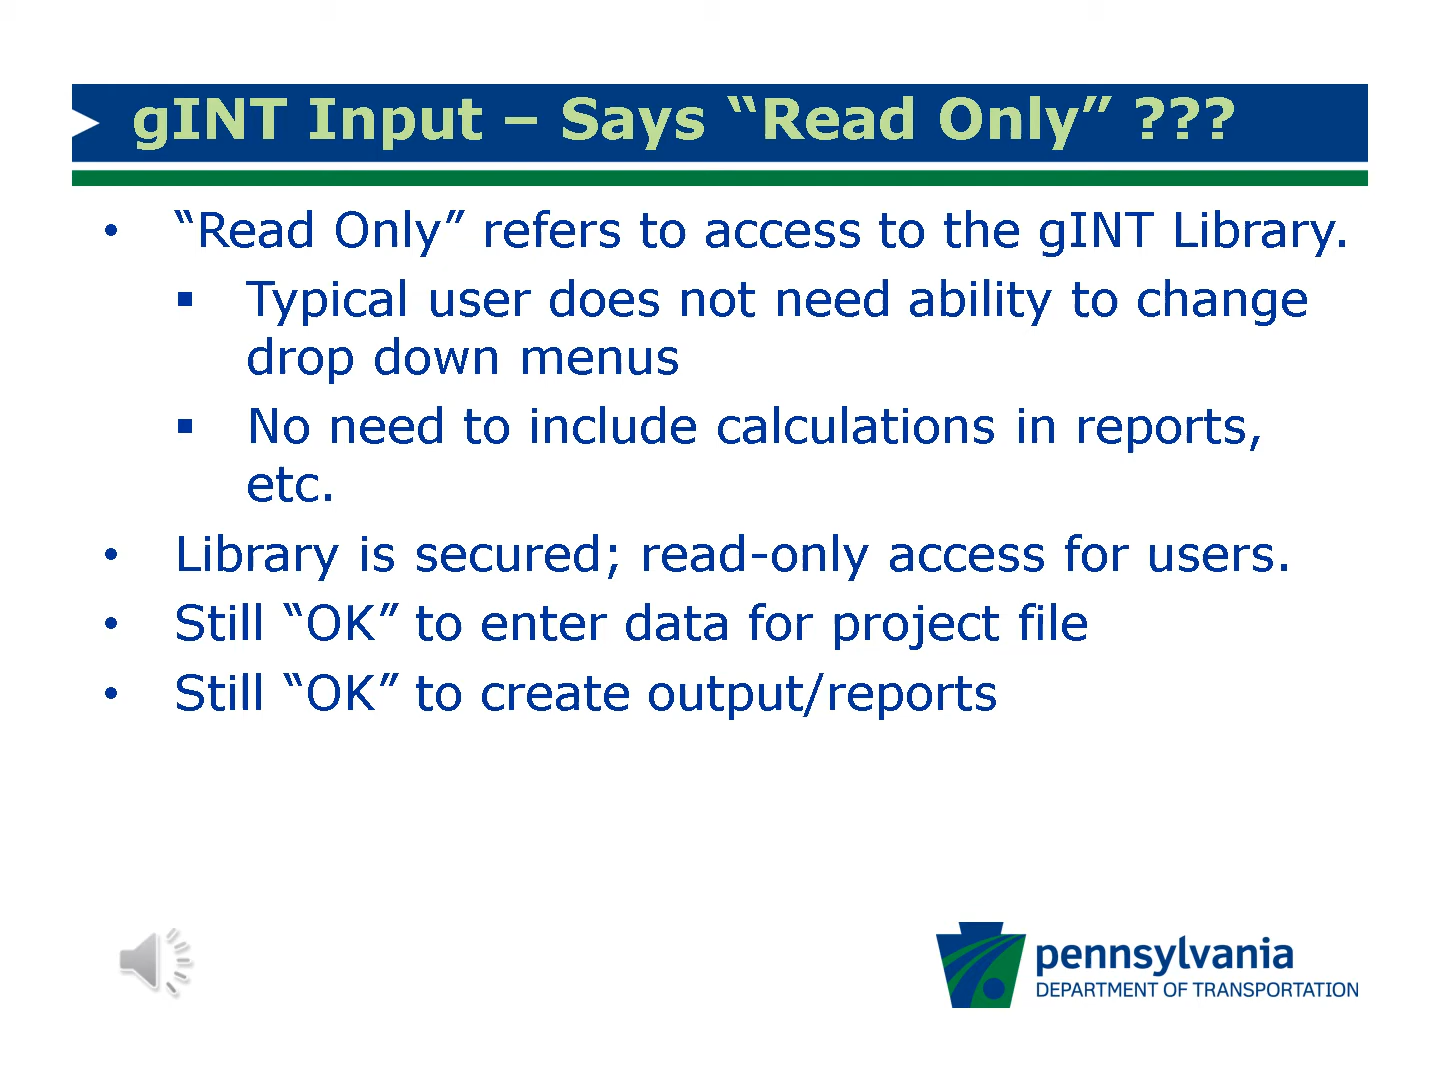 gINT Input – Says “Read Only” ???
• “Read Only” refers to access to the gINT Library.
▪ Typical user does not need ability to change
drop down menus
▪ No need to include calculations in reports,
etc.
• Library is secured; read-only access for users.
• Still “OK” to enter data for project file
• Still “OK” to create output/reports
pennsylvania
DEPARTMENT OF TRANSPORTATION